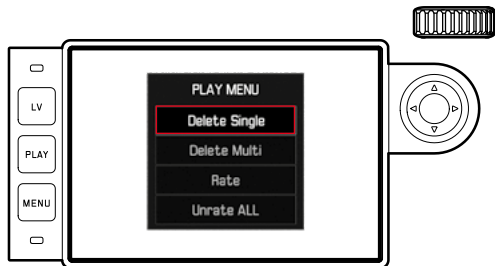 PLAY MENU
LV
Delete Single
PLAY
Delete Multi
Rate
MENU
Unrate ALL